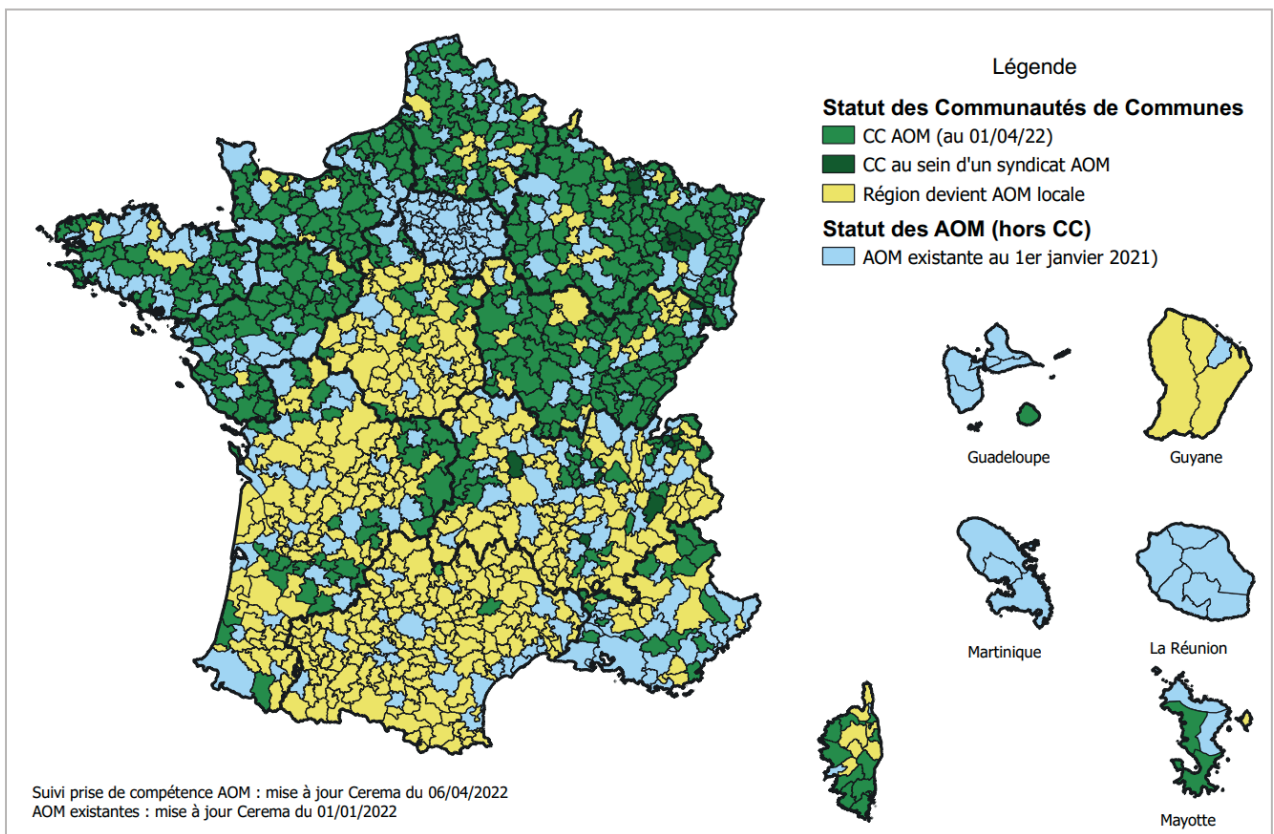 Légende
Statut des Communautés de Communes
CC AOM (au 01/04/22)
CC au sein d'un syndicat AOM
Région devient AOM locale
Statut des AOM (hors CC)
AOM existante au 1er janvier 2021)
Guadeloupe
Guyane
Martinique
La Réunion
Mayotte
Suivi prise de compétence AOM : mise à jour Cerema du 06/04/2022
AOM existantes : mise à jour Cerema du 01/01/2022